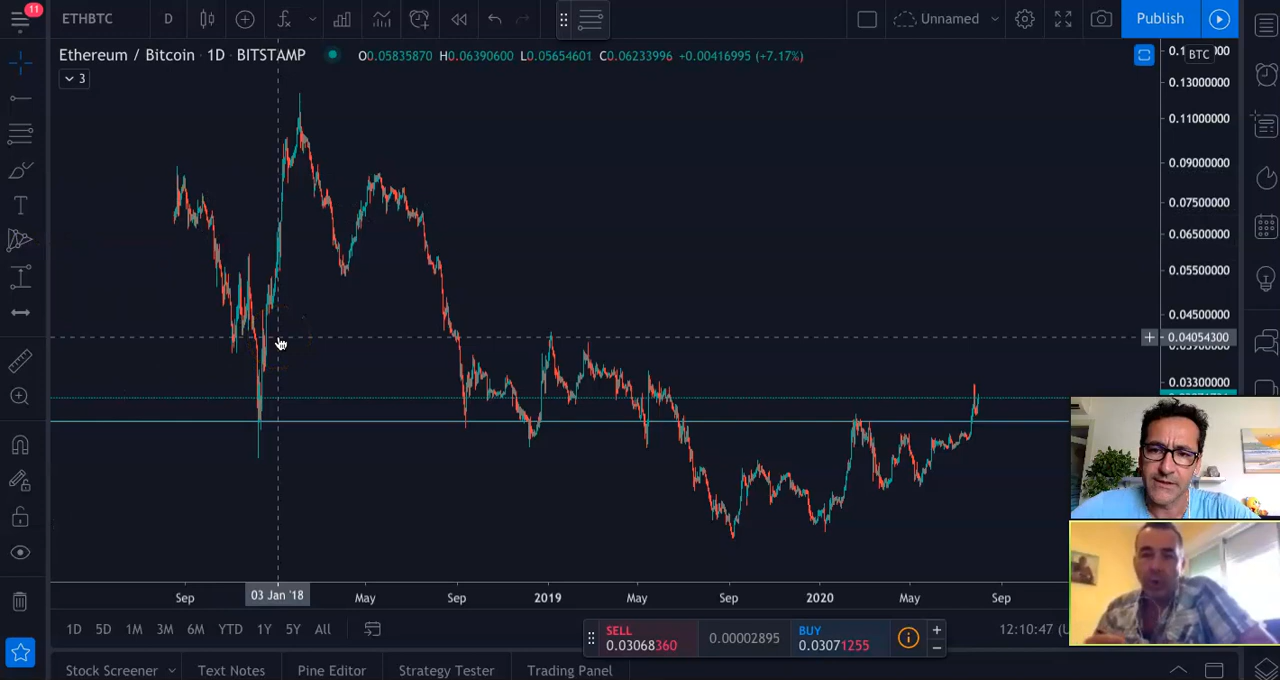 11
ETHBTC
D
Unnamed
Publish
Ethereum / Bitcoin · 1D · BITSTAMP
O0.05835870 H0.06390600 L0.05654601 C0.06233996 +0.00416995 (+7.17%)
3
BTC
0.13000000
0.11000000
0.09000000
0.07500000
0.06500000
0.05500000
0.04500000
0.04054300
0.03300000
Sep
03 Jan '18
May
Sep
2019
May
Sep
2020
May
Sep
1D 5D 1M 3M 6M YTD 1Y 5Y All
SELL
0.03068360
0.00002895
BUY
0.03071255
12:10:47 (U
Stock Screener
Text Notes
Pine Editor
Strategy Tester
Trading Panel